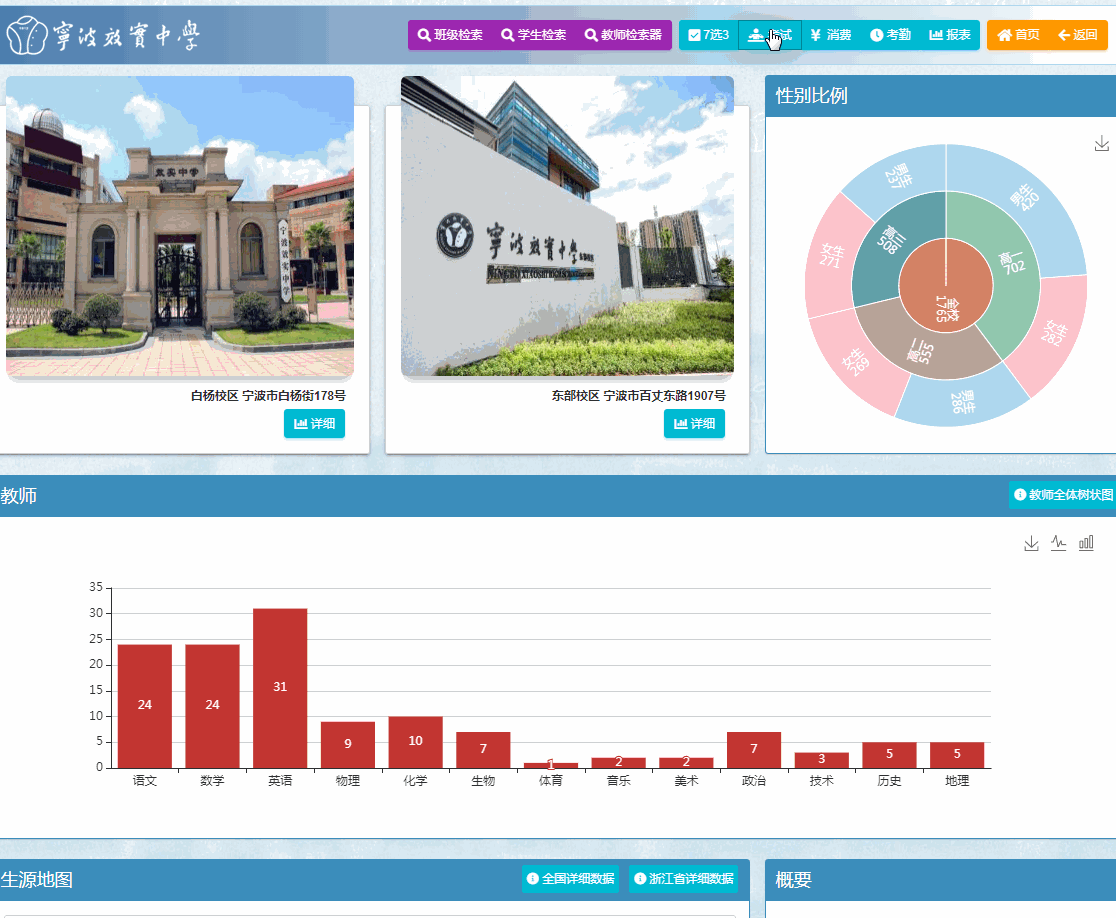 寧波效實中學
班级检索 学生检索 教师检索器 7选3 试 消费 考勤 报表 首页 返回
效实中学
宁波效实中学
白杨校区 宁波市白杨街178号
详细
寧波效實中學
NINGBO XIAOSHI HIGH SCHOOL
东部校区 宁波市百丈东路1907号
详细
性别比例
男生
237
男生
420
女生
271
高三
508
高一
702
全校
1765
女生
282
高二
555
女生
269
男生
286
教师
教师全体树状图
35
30
25
20
15
10
5
0
24 24 31 9 10 7 1 2 2 7 3 5 5
语文 数学 英语 物理 化学 生物 体育 音乐 美术 政治 技术 历史 地理
生源地图
全国详细数据 浙江省详细数据
概要